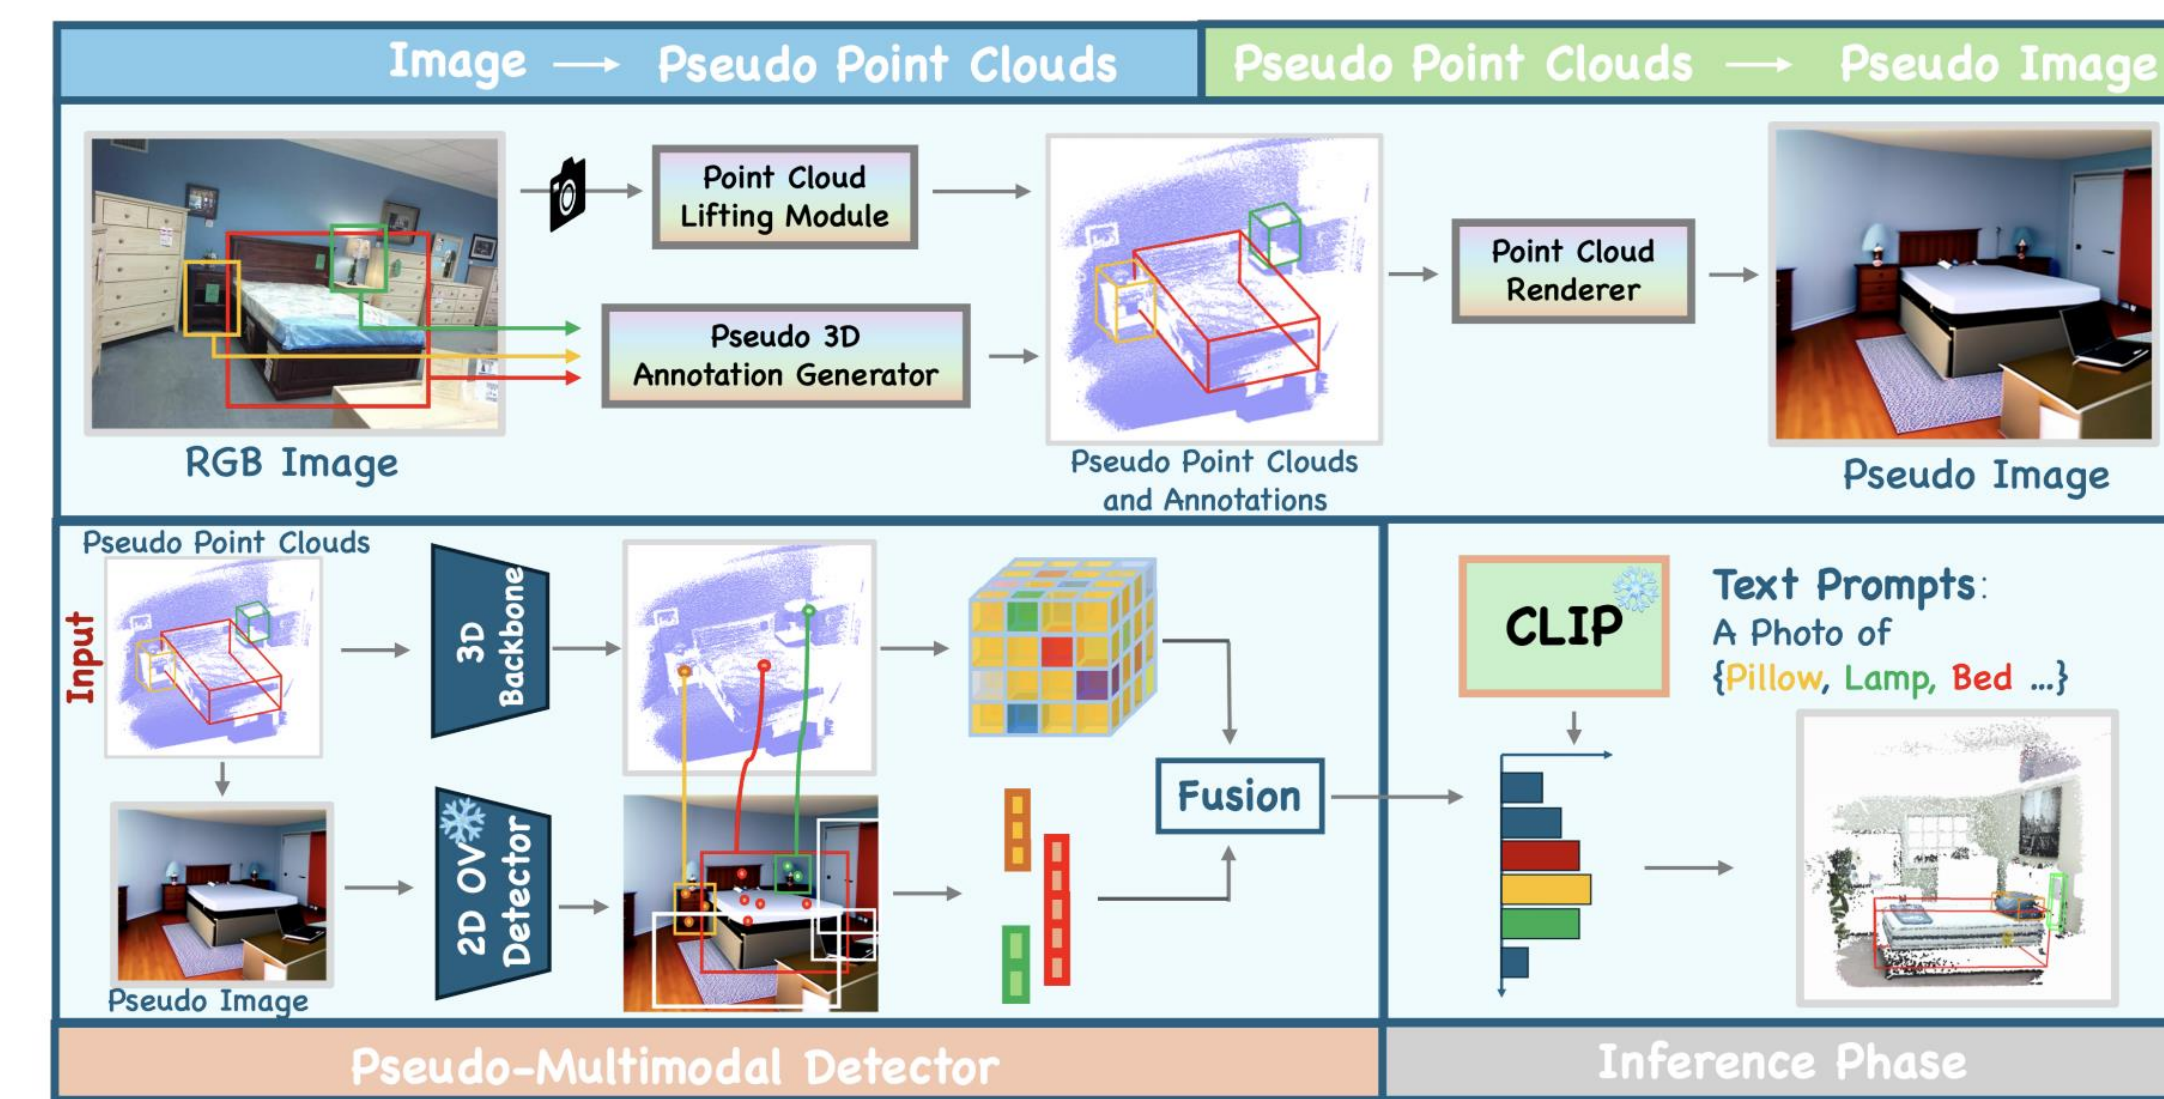 Image → Pseudo Point Clouds
Pseudo Point Clouds → Pseudo Image
Point Cloud
Lifting Module
Pseudo 3D
Annotation Generator
Point Cloud
Renderer
RGB Image
Pseudo Point Clouds
and Annotations
Pseudo Image
Pseudo Point Clouds
Input
3D
Backbone
2D OV
Detector
Pseudo Image
Fusion
CLIP
Text Prompts:
A Photo of
{Pillow, Lamp, Bed ...}
Pseudo-Multimodal Detector
Inference Phase